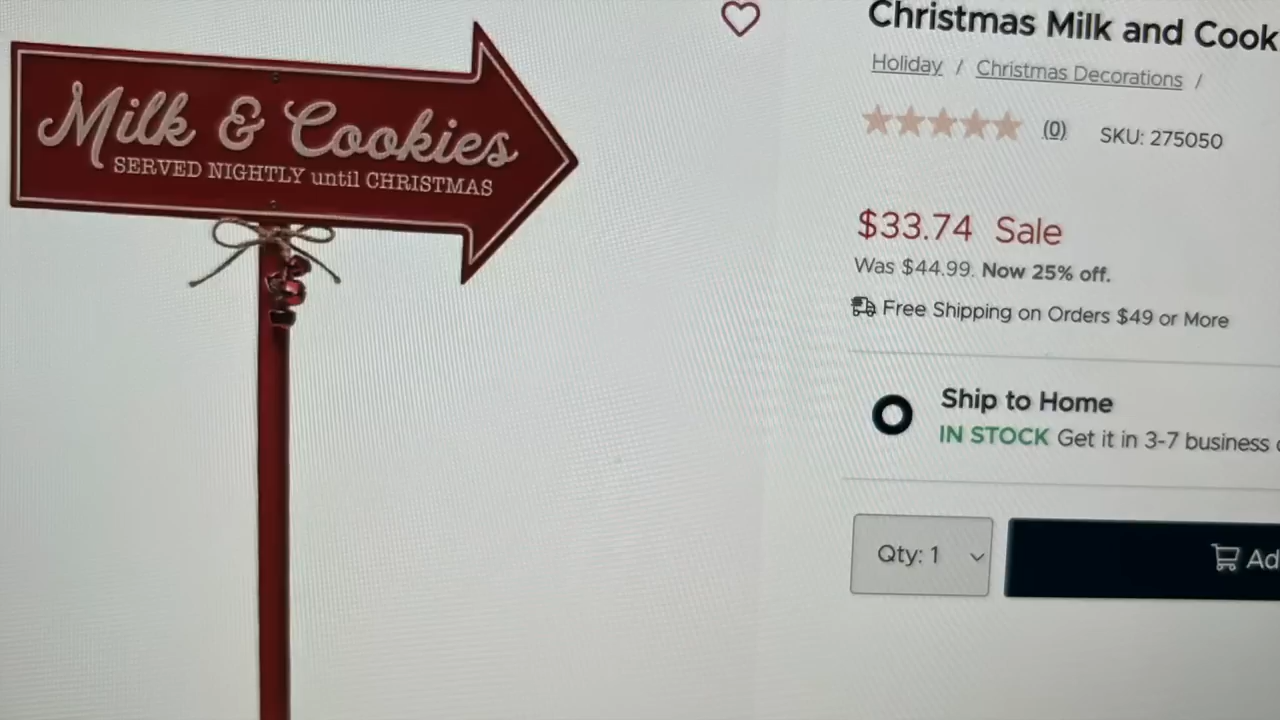 Milk & Cookies
SERVED NIGHTLY until CHRISTMAS
Christmas Milk and Cook
Holiday / Christmas Decorations /
(0) SKU: 275050
$33.74 Sale
Was $44.99. Now 25% off.
Free Shipping on Orders $49 or More
Ship to Home
IN STOCK Get it in 3-7 business
Qty: 1
Ad